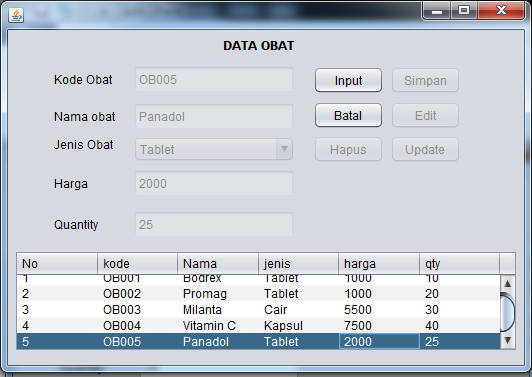 DATA OBAT
Kode Obat OB005 Input Simpan
Nama obat Panadol Batal Edit
Jenis Obat Tablet Hapus Update
Harga 2000
Quantity 25
No kode Nama jenis harga qty
1 OB001 Bodrex Tablet 1000 10
2 OB002 Promag Tablet 1000 20
3 OB003 Milanta Cair 5500 30
4 OB004 Vitamin C Kapsul 7500 40
5 OB005 Panadol Tablet 2000 25